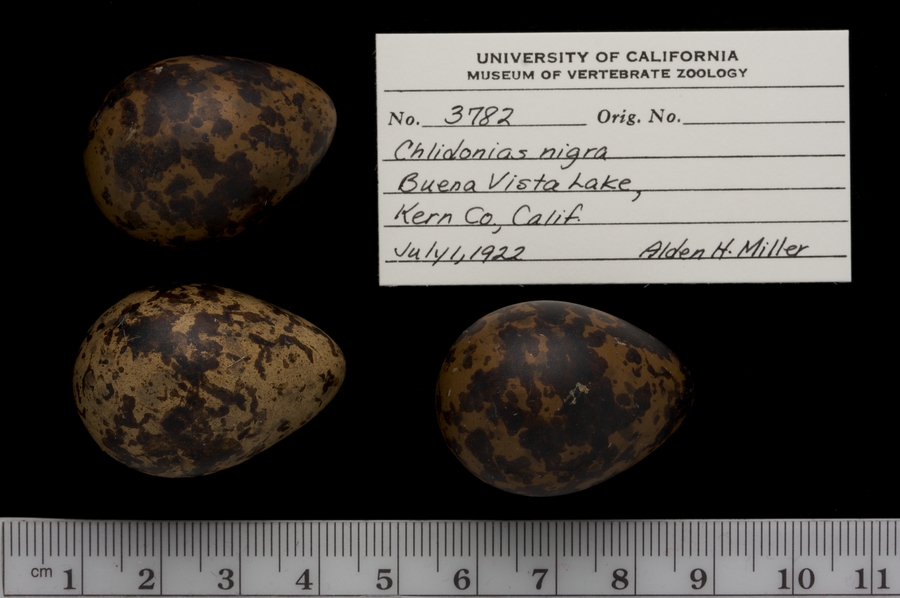 UNIVERSITY OF CALIFORNIA
MUSEUM OF VERTEBRATE ZOOLOGY
No. 3782 Orig. No.
Chlidonias nigra
Buena Vista Lake,
Kern Co., Calif.
July 1, 1922 Alden H. Miller
cm 1 2 3 4 5 6 7 8 9 10 11